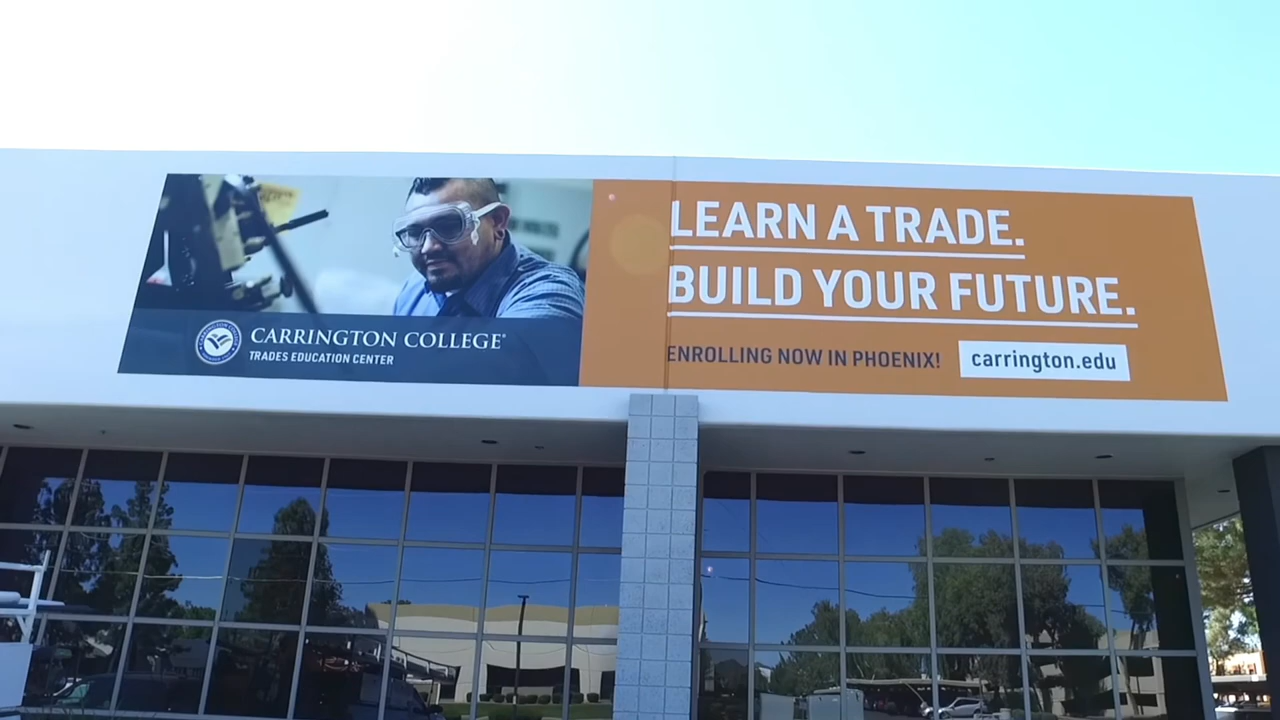 CARRINGTON COLLEGE®
TRADES EDUCATION CENTER
LEARN A TRADE.
BUILD YOUR FUTURE.
ENROLLING NOW IN PHOENIX!
carrington.edu